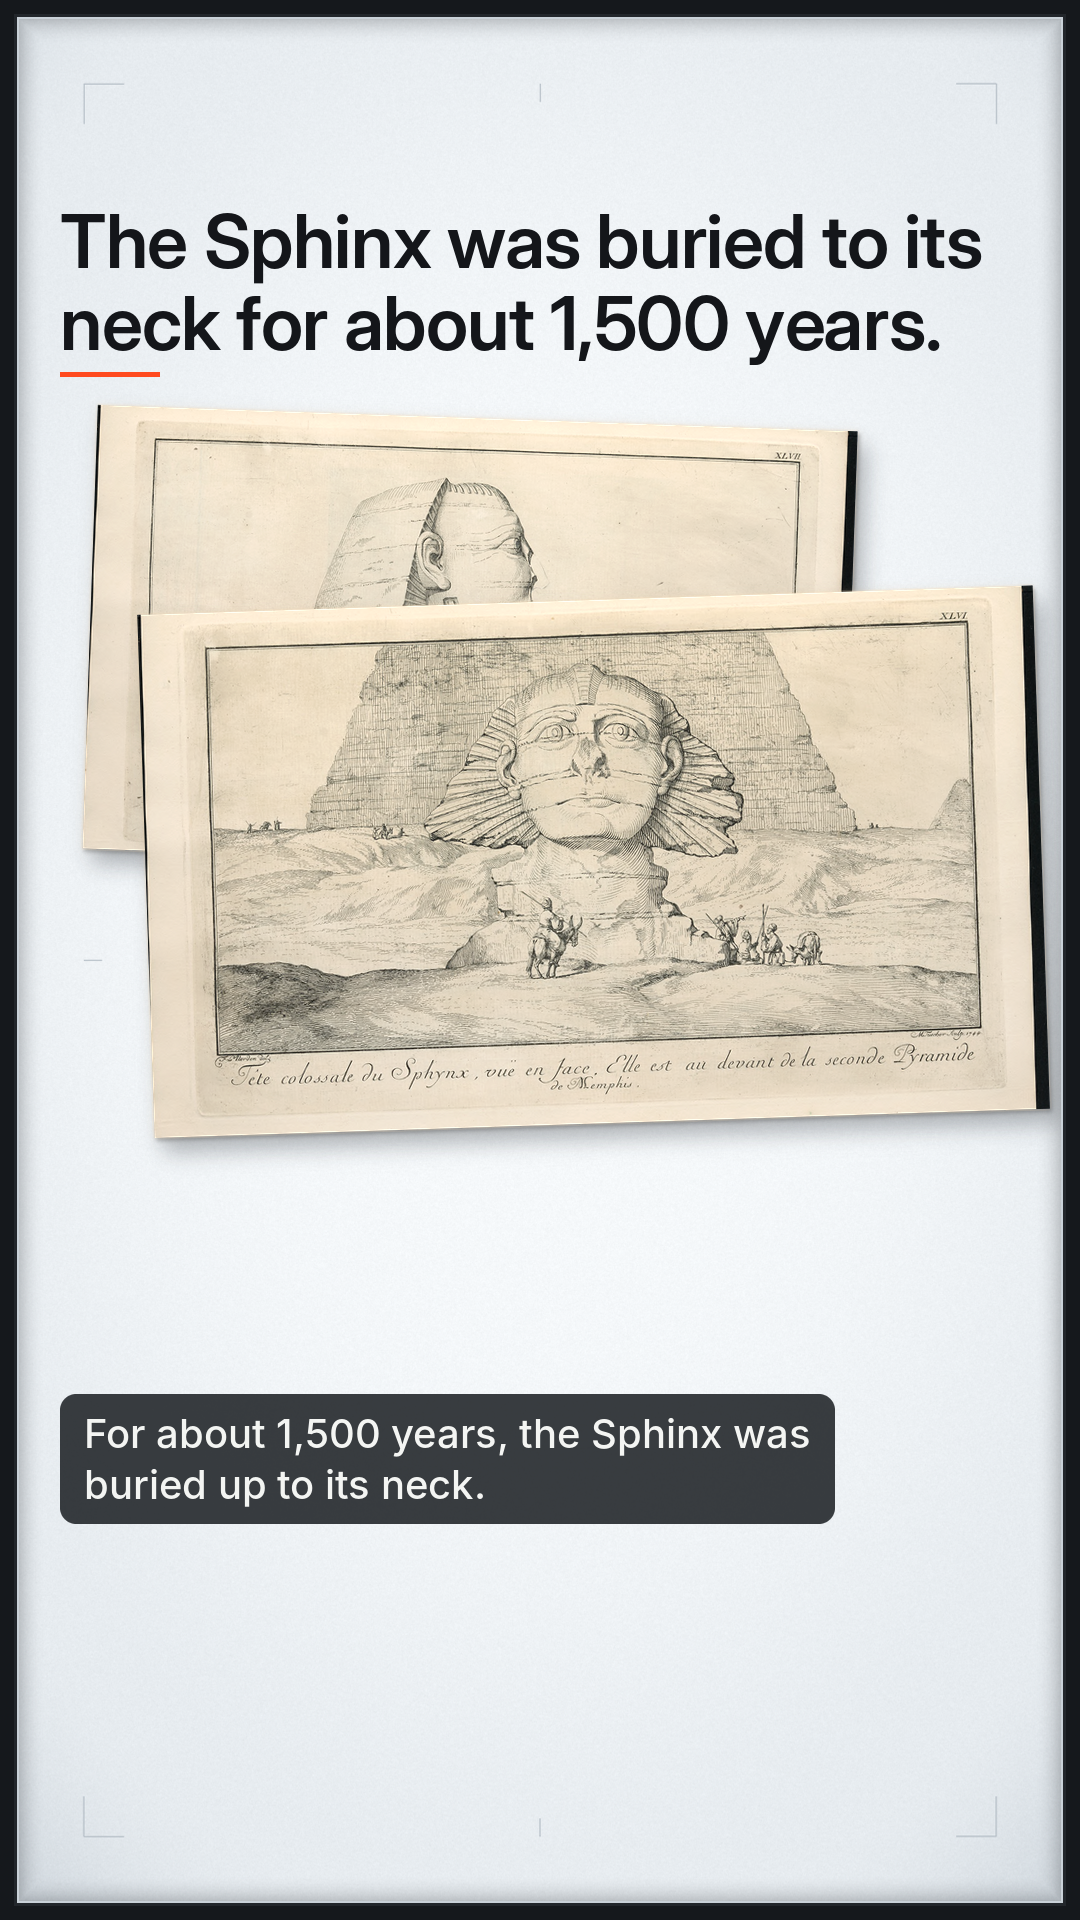 The Sphinx was buried to its
neck for about 1,500 years.
XLVII.
XLVI
Tête colossale du Sphynx, vuë en face. Elle est au devant de la seconde Pyramide
de Memphis.
For about 1,500 years, the Sphinx was
buried up to its neck.